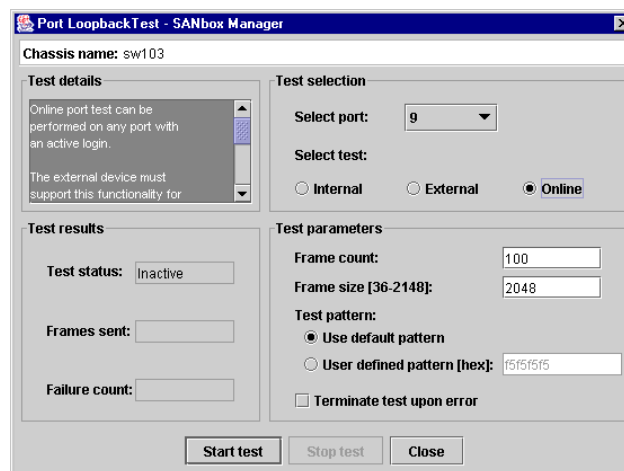 Port LoopbackTest - SANbox Manager
Chassis name: sw103
Test details
Online port test can be
performed on any port with
an active login.
The external device must
support this functionality for
Test selection
Select port: 9
Select test:
Internal External Online
Test results
Test status: Inactive
Frames sent:
Failure count:
Test parameters
Frame count: 100
Frame size [36-2148]: 2048
Test pattern:
Use default pattern
User defined pattern [hex]: f5f5f5f5
Terminate test upon error
Start test Stop test Close